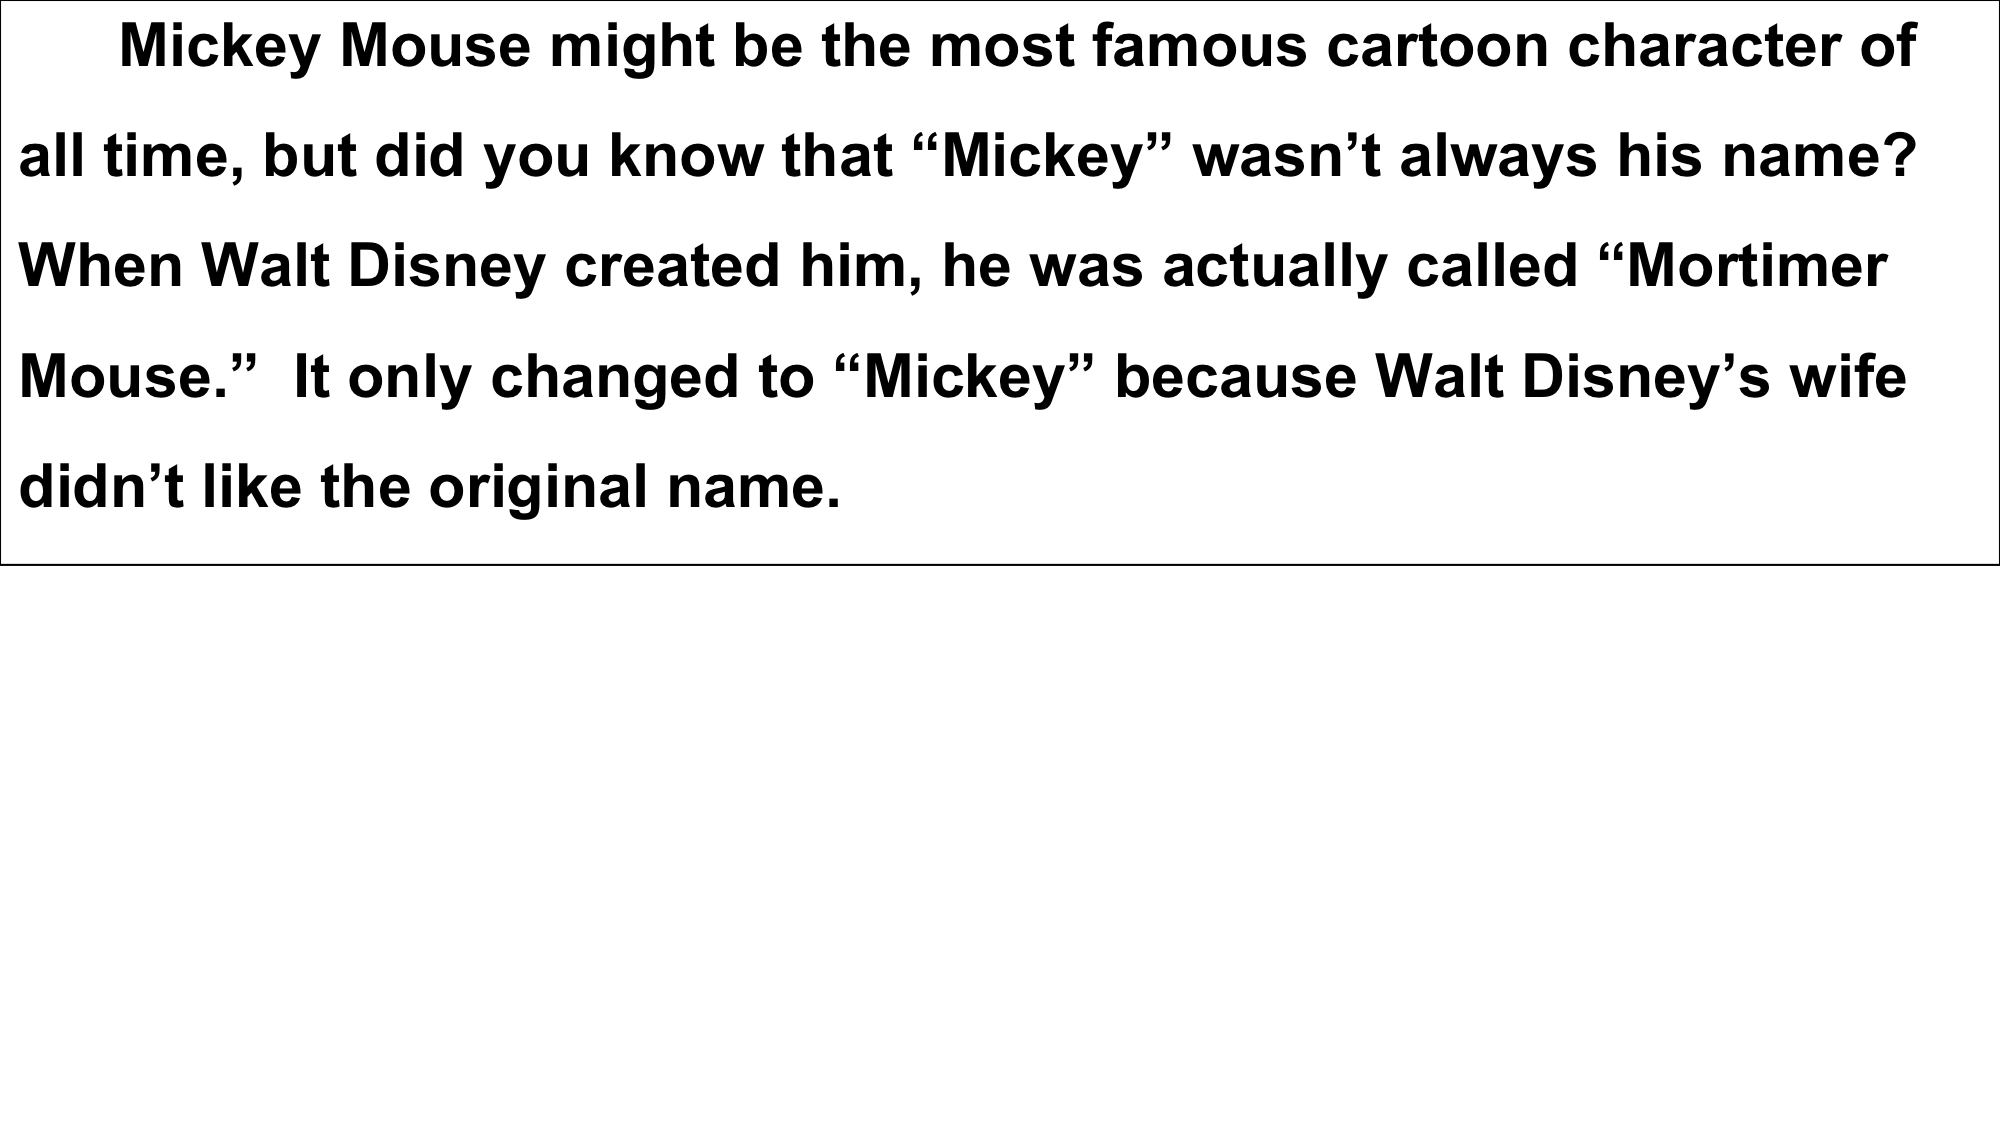 Mickey Mouse might be the most famous cartoon character of
all time, but did you know that “Mickey” wasn’t always his name?
When Walt Disney created him, he was actually called “Mortimer
Mouse.”  It only changed to “Mickey” because Walt Disney’s wife
didn’t like the original name.